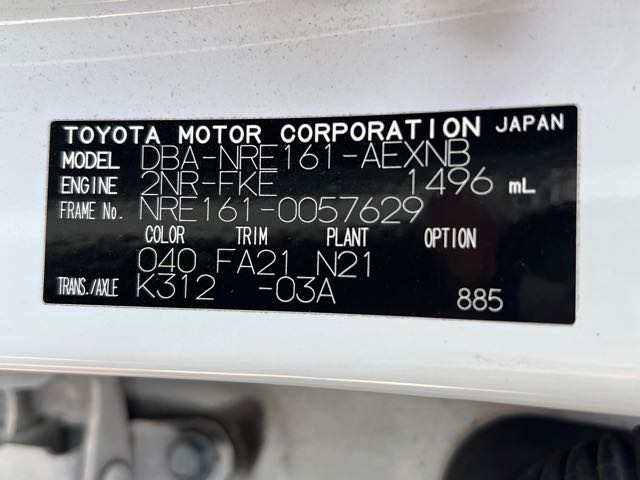 TOYOTA MOTOR CORPORATION JAPAN
MODEL DBA-NRE161-AEXNB
ENGINE 2NR-FKE 1496 mL
FRAME No. NRE161-0057629
COLOR TRIM PLANT OPTION
040 FA21 N21
TRANS./AXLE K312 -03A 885